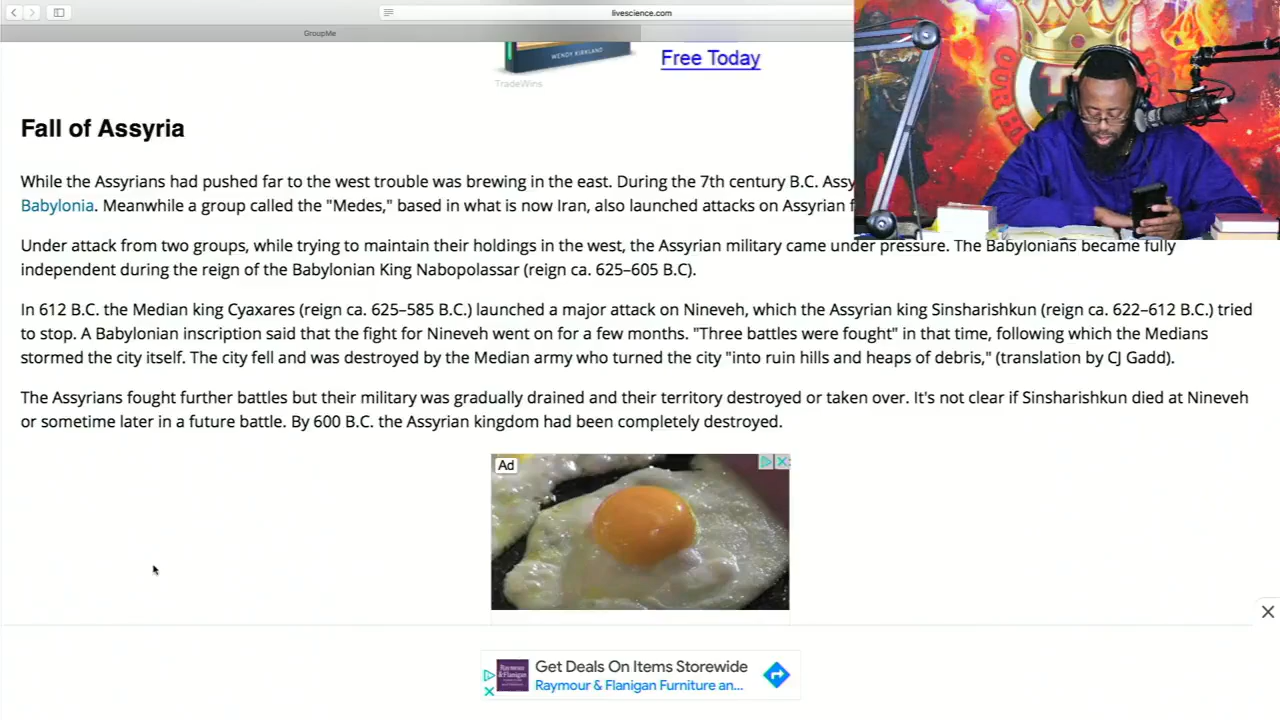 livescience.com
GroupMe
WENDY KIRKLAND
Free Today
TradeWins
Fall of Assyria
While the Assyrians had pushed far to the west trouble was brewing in the east. During the 7th century B.C.
Babylonia. Meanwhile a group called the "Medes," based in what is now Iran, also launched attacks on Assyrian
Under attack from two groups, while trying to maintain their holdings in the west, the Assyrian military came under pressure. The Babylonians became fully
independent during the reign of the Babylonian King Nabopolassar (reign ca. 625–605 B.C).
In 612 B.C. the Median king Cyaxares (reign ca. 625–585 B.C.) launched a major attack on Nineveh, which the Assyrian king Sinsharishkun (reign ca. 622–612 B.C.) tried
to stop. A Babylonian inscription said that the fight for Nineveh went on for a few months. "Three battles were fought" in that time, following which the Medians
stormed the city itself. The city fell and was destroyed by the Median army who turned the city "into ruin hills and heaps of debris," (translation by CJ Gadd).
The Assyrians fought further battles but their military was gradually drained and their territory destroyed or taken over. It's not clear if Sinsharishkun died at Nineveh
or sometime later in a future battle. By 600 B.C. the Assyrian kingdom had been completely destroyed.
Ad
Get Deals On Items Storewide
Raymour & Flanigan Furniture an...